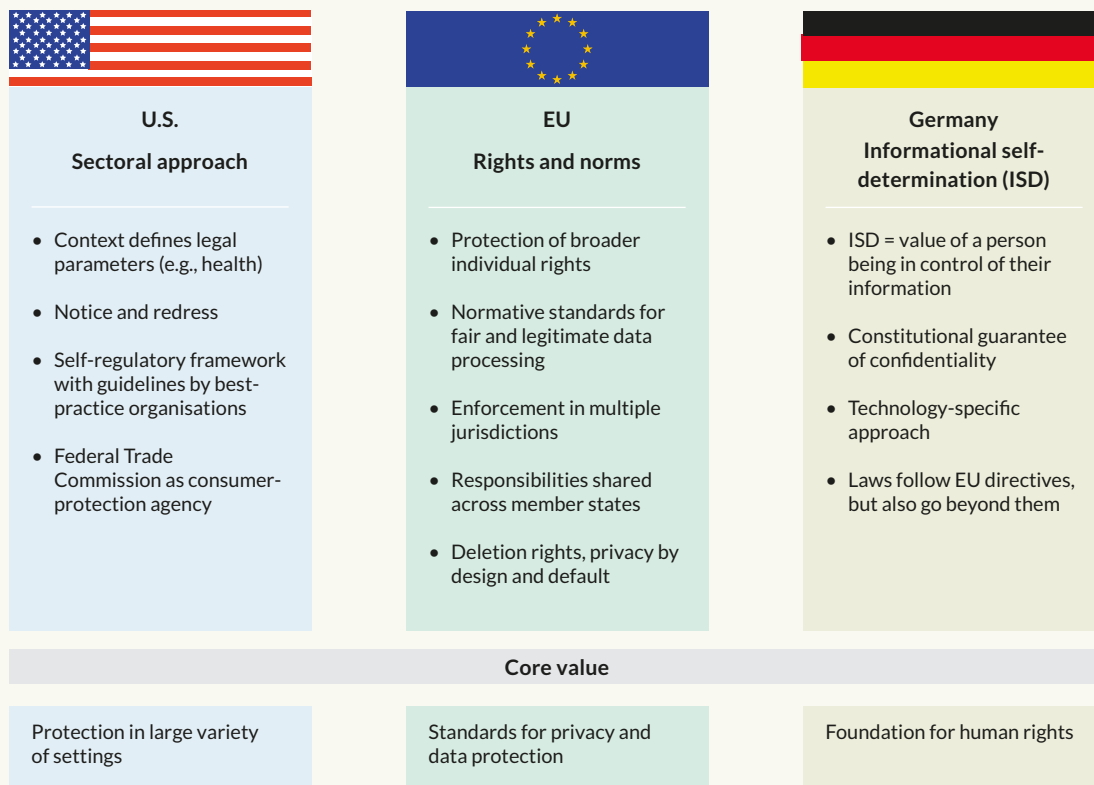 U.S.
Sectoral approach
• Context defines legal
parameters (e.g., health)
• Notice and redress
• Self-regulatory framework
with guidelines by best-
practice organisations
• Federal Trade
Commission as consumer-
protection agency
EU
Rights and norms
• Protection of broader
individual rights
• Normative standards for
fair and legitimate data
processing
• Enforcement in multiple
jurisdictions
• Responsibilities shared
across member states
• Deletion rights, privacy by
design and default
Germany
Informational self-
determination (ISD)
• ISD = value of a person
being in control of their
information
• Constitutional guarantee
of confidentiality
• Technology-specific
approach
• Laws follow EU directives,
but also go beyond them
Core value
Protection in large variety
of settings
Standards for privacy and
data protection
Foundation for human rights